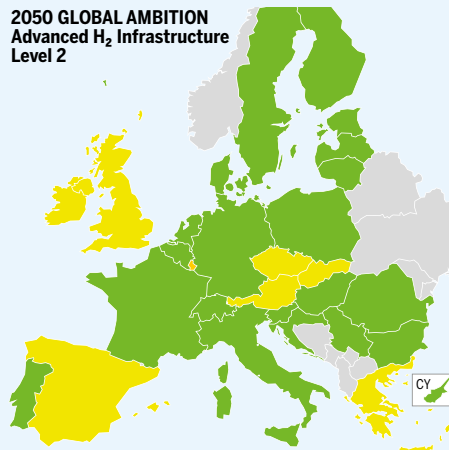 2050 GLOBAL AMBITION
Advanced H₂ Infrastructure
Level 2
CY